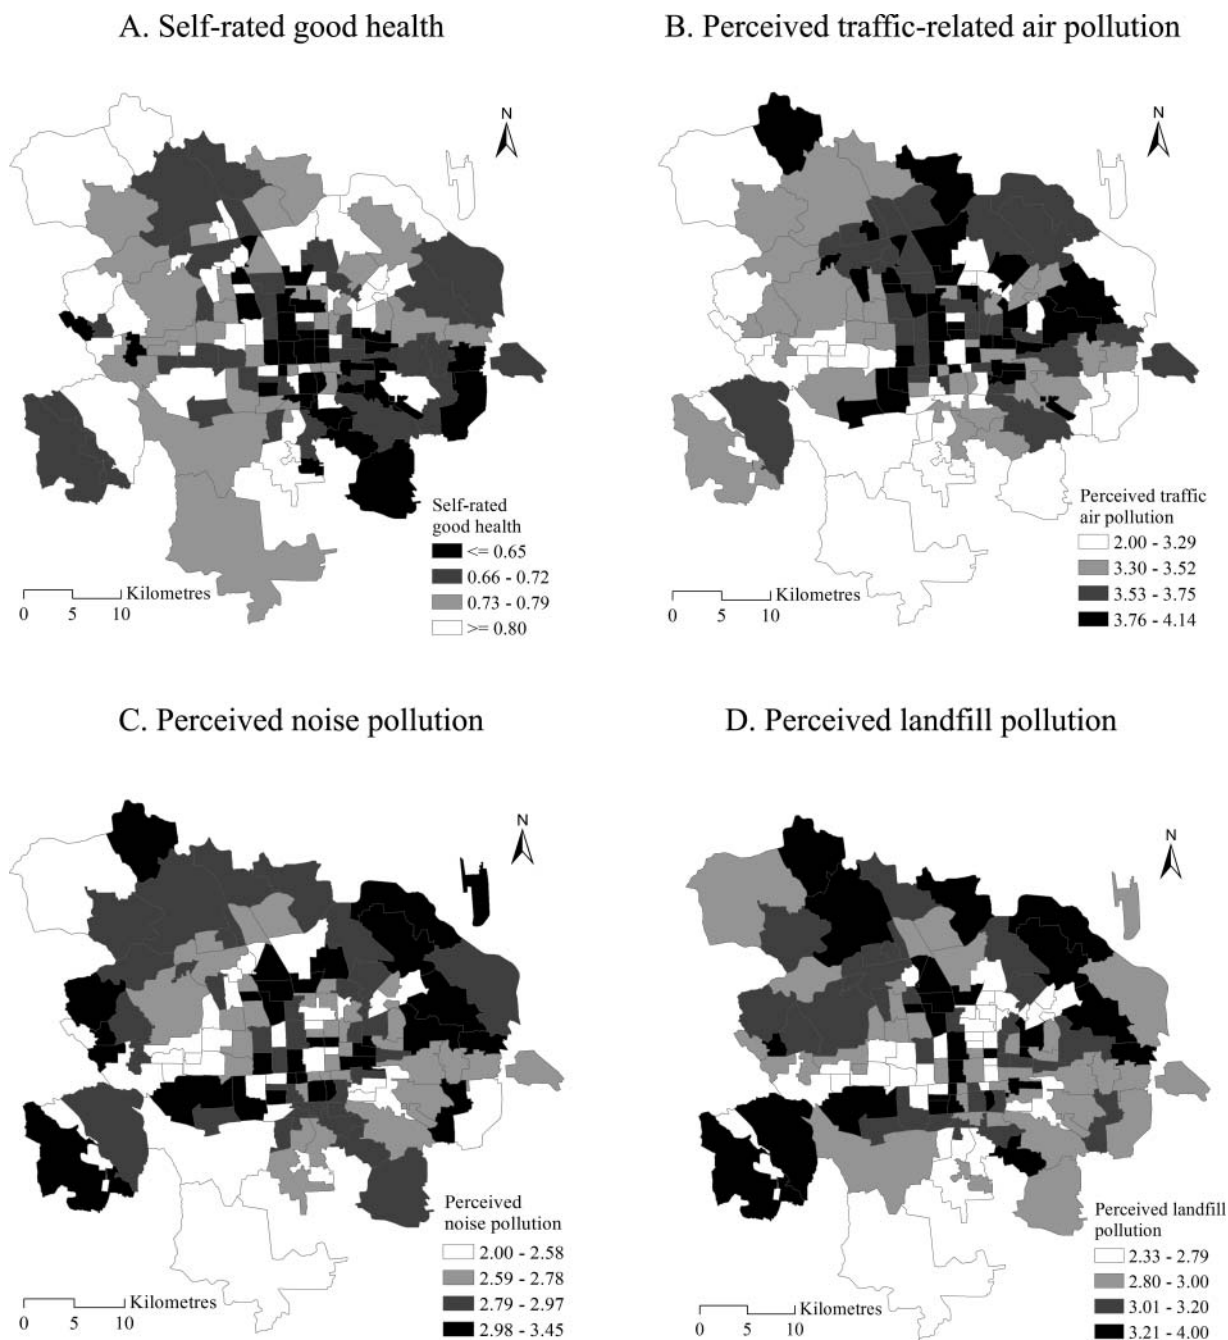 A. Self-rated good health
B. Perceived traffic-related air pollution
N
N
Self-rated
good health
<= 0.65
0.66 - 0.72
0.73 - 0.79
>= 0.80
Kilometres
0 5 10
Perceived traffic
air pollution
2.00 - 3.29
3.30 - 3.52
3.53 - 3.75
3.76 - 4.14
Kilometres
0 5 10
C. Perceived noise pollution
D. Perceived landfill pollution
N
N
Perceived
noise pollution
2.00 - 2.58
2.59 - 2.78
2.79 - 2.97
2.98 - 3.45
Kilometres
0 5 10
Perceived landfill
pollution
2.33 - 2.79
2.80 - 3.00
3.01 - 3.20
3.21 - 4.00
Kilometres
0 5 10